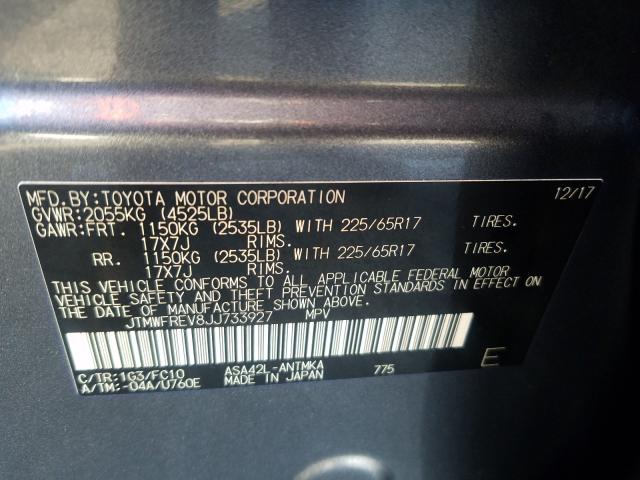 MFD.BY:TOYOTA MOTOR CORPORATION 12/17
GVWR:2055KG (4525LB)
GAWR:FRT. 1150KG (2535LB) WITH 225/65R17 TIRES.
17X7J RIMS.
RR. 1150KG (2535LB) WITH 225/65R17 TIRES.
17X7J RIMS.
THIS VEHICLE CONFORMS TO ALL APPLICABLE FEDERAL MOTOR
VEHICLE SAFETY AND THEFT PREVENTION STANDARDS IN EFFECT ON
THE DATE OF MANUFACTURE SHOWN ABOVE.
JTMWFREV8JJ733927 MPV
C/TR:1G3/FC10 ASA42L-ANTMKA 775 E
A/TM:-04A/U760E MADE IN JAPAN